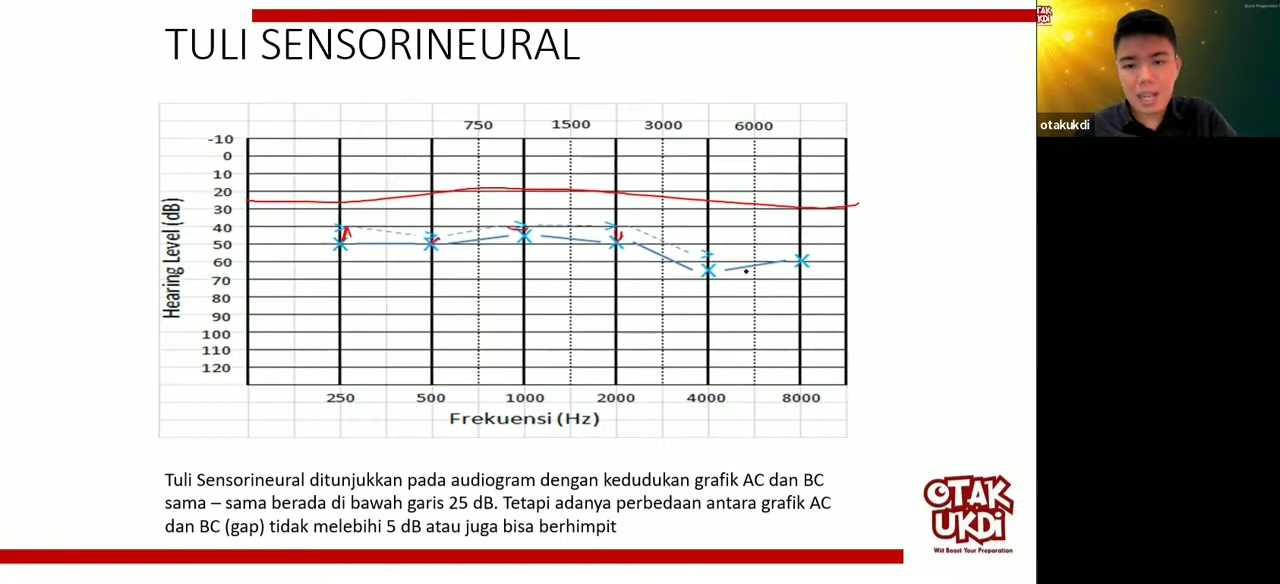 TULI SENSORINEURAL
750 1500 3000 6000
-10
0
10
20
30
40
50
60
70
80
90
100
110
120
Hearing Level (dB)
250 500 1000 2000 4000 8000
Frekuensi (Hz)
Tuli Sensorineural ditunjukkan pada audiogram dengan kedudukan grafik AC dan BC
sama – sama berada di bawah garis 25 dB. Tetapi adanya perbedaan antara grafik AC
dan BC (gap) tidak melebihi 5 dB atau juga bisa berhimpit
OTAK
UKDi
Will Boost Your Preparation
otakukdi